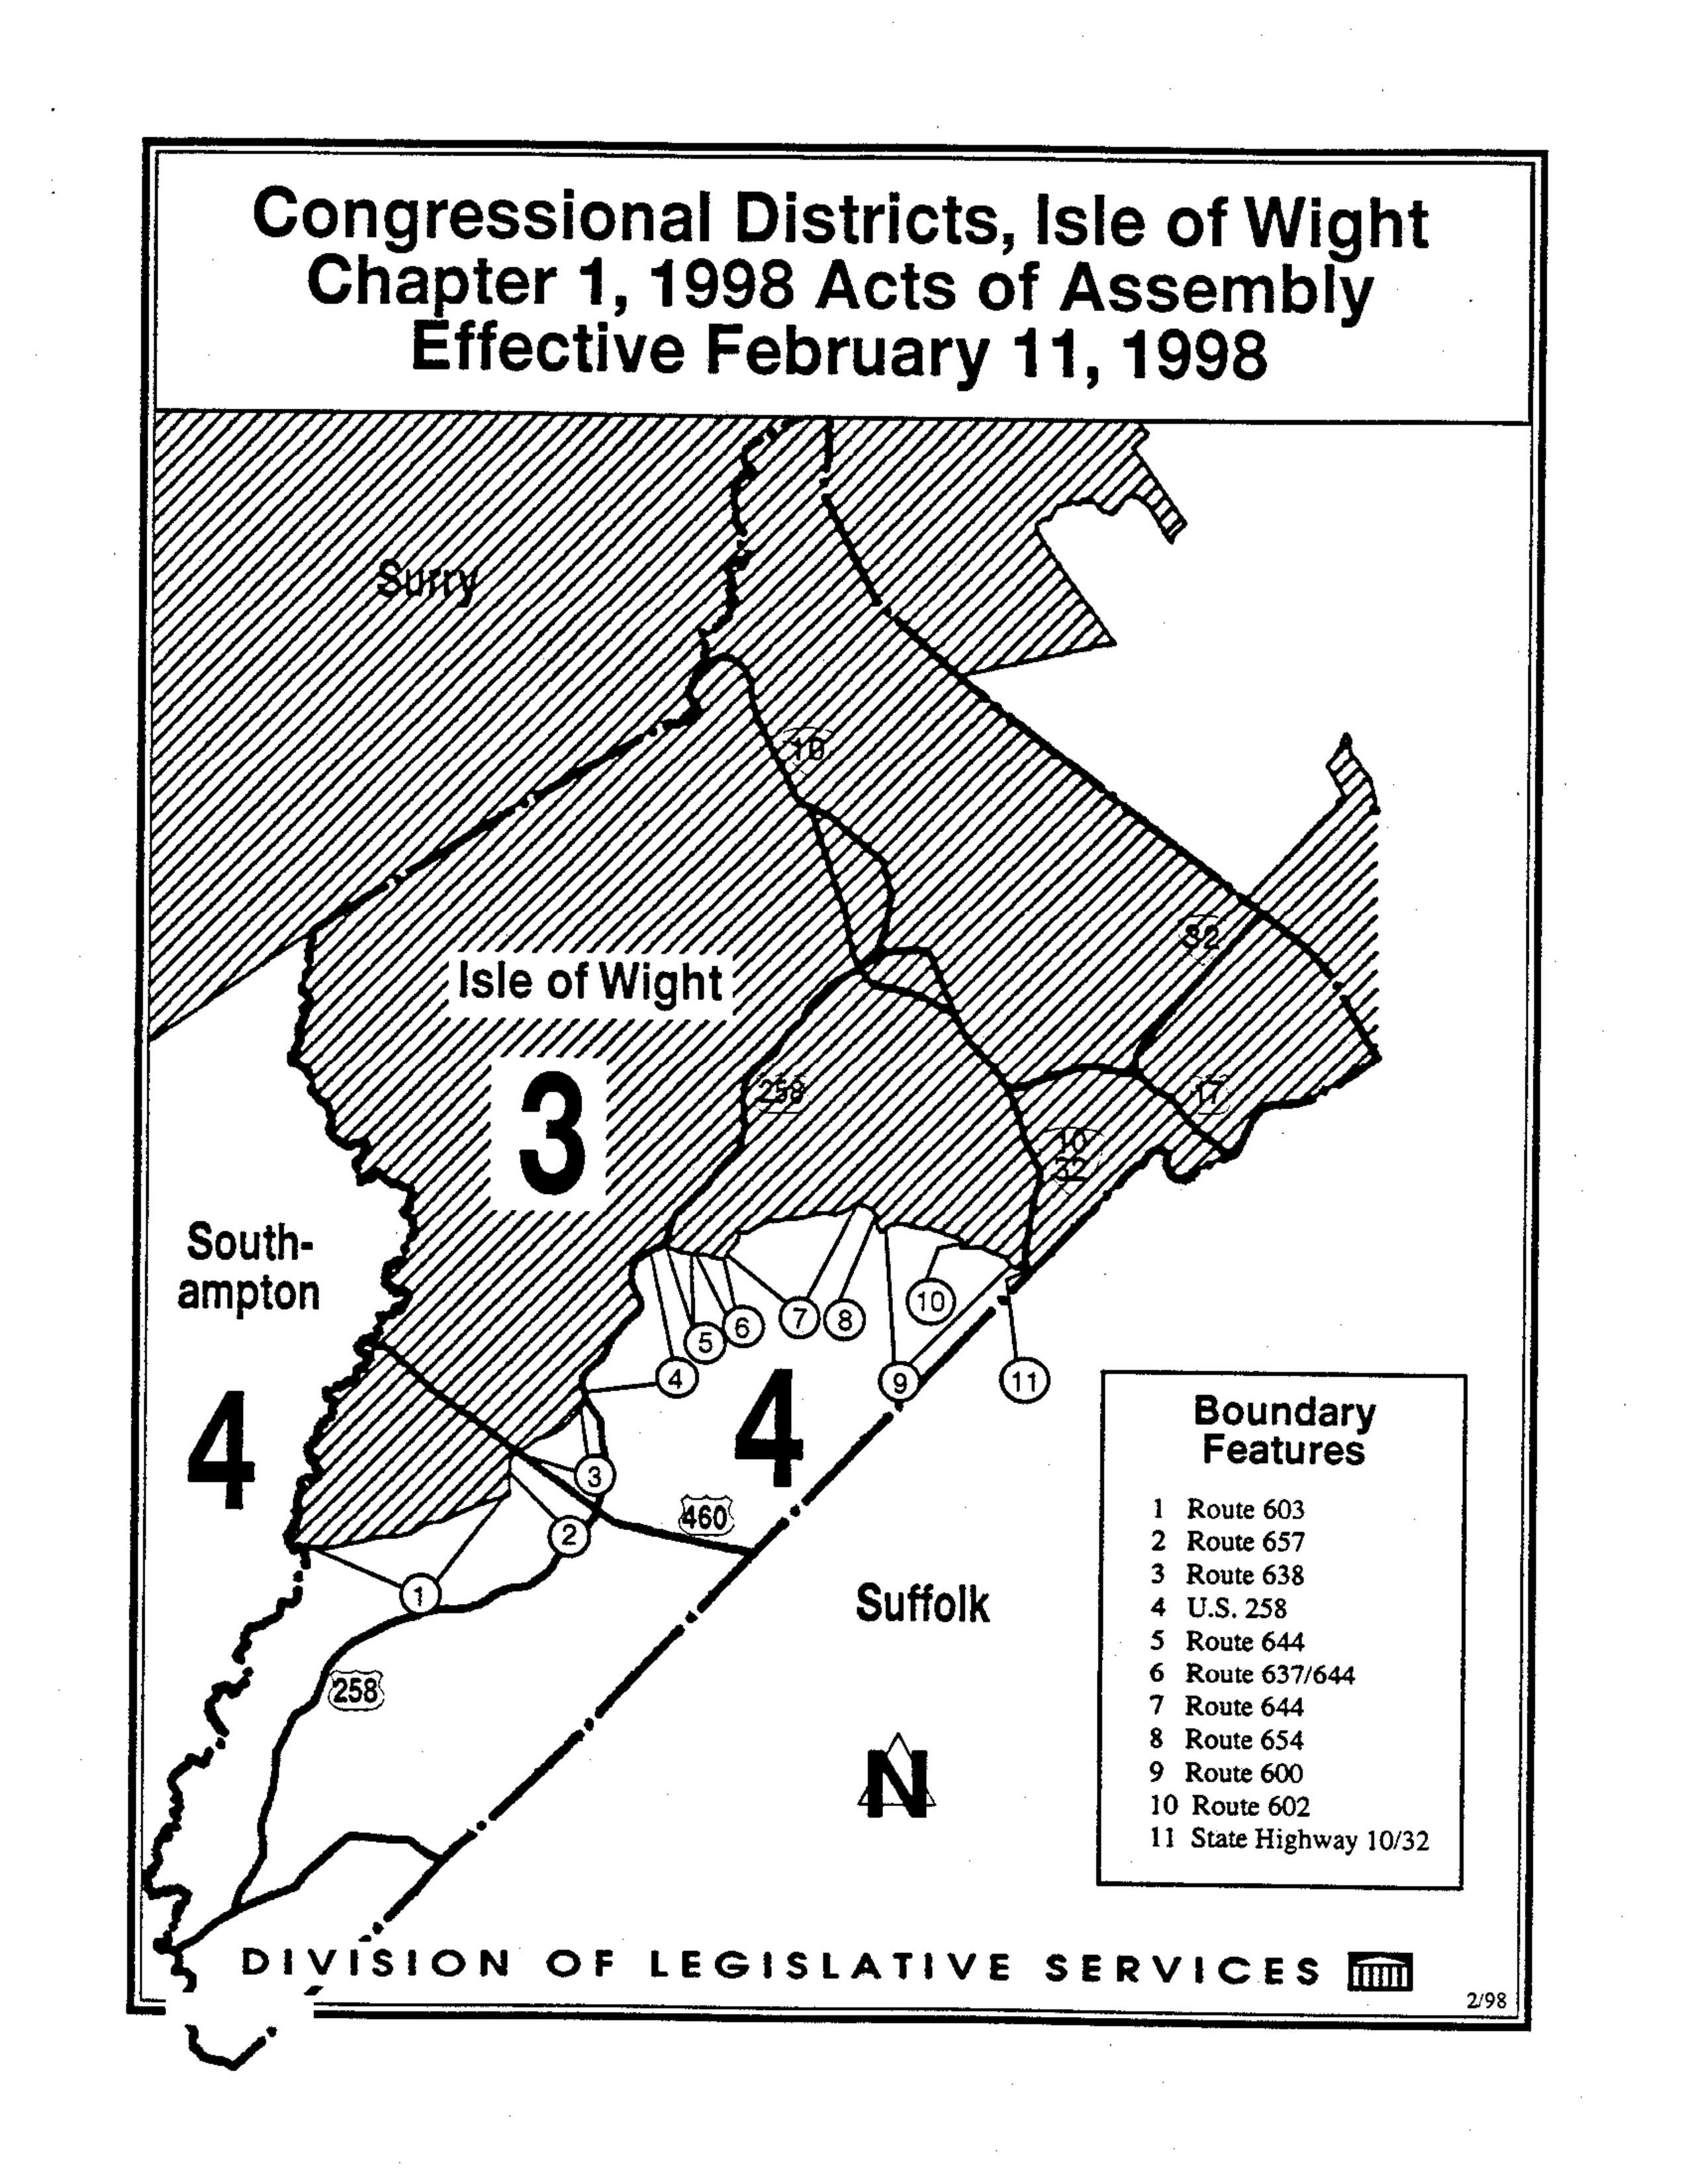 Congressional Districts, Isle of Wight
Chapter 1, 1998 Acts of Assembly
Effective February 11, 1998
Surry
10
32
Isle of Wight
3
258
17
10
32
South-
ampton
4
4
5
6
7
8
9
10
11
4
3
460
2
1
258
Suffolk
N
Boundary
Features
1 Route 603
2 Route 657
3 Route 638
4 U.S. 258
5 Route 644
6 Route 637/644
7 Route 644
8 Route 654
9 Route 600
10 Route 602
11 State Highway 10/32
DIVISION OF LEGISLATIVE SERVICES
2/98